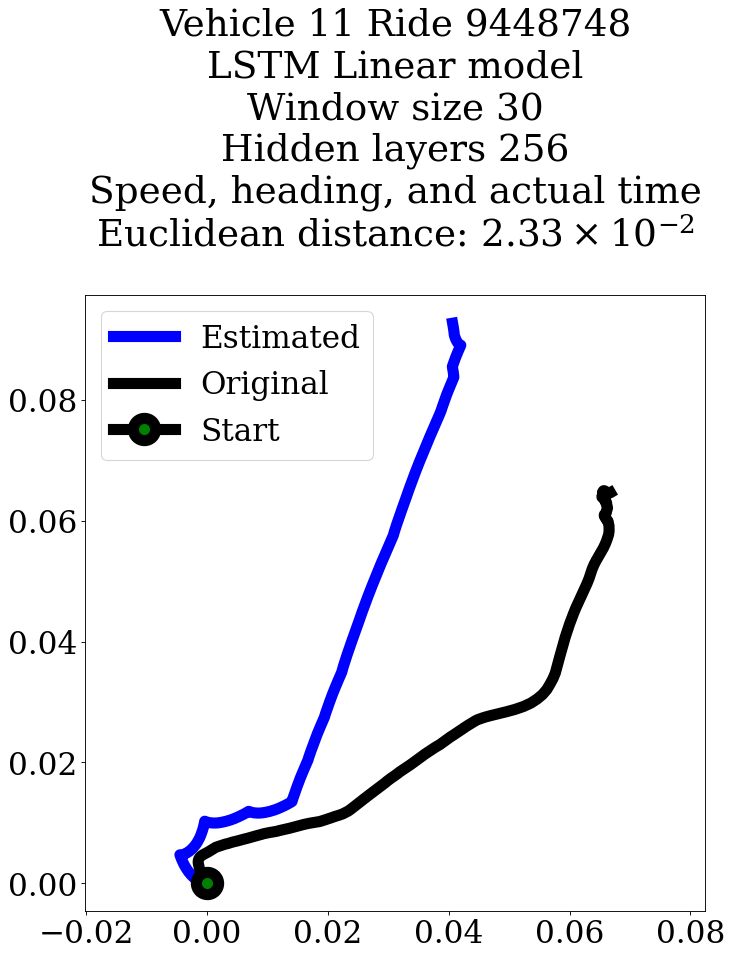 Vehicle 11 Ride 9448748
LSTM Linear model
Window size 30
Hidden layers 256
Speed, heading, and actual time
Euclidean distance: 2.33 × 10⁻²
Estimated
Original
Start
0.08
0.06
0.04
0.02
0.00
−0.02 0.00 0.02 0.04 0.06 0.08